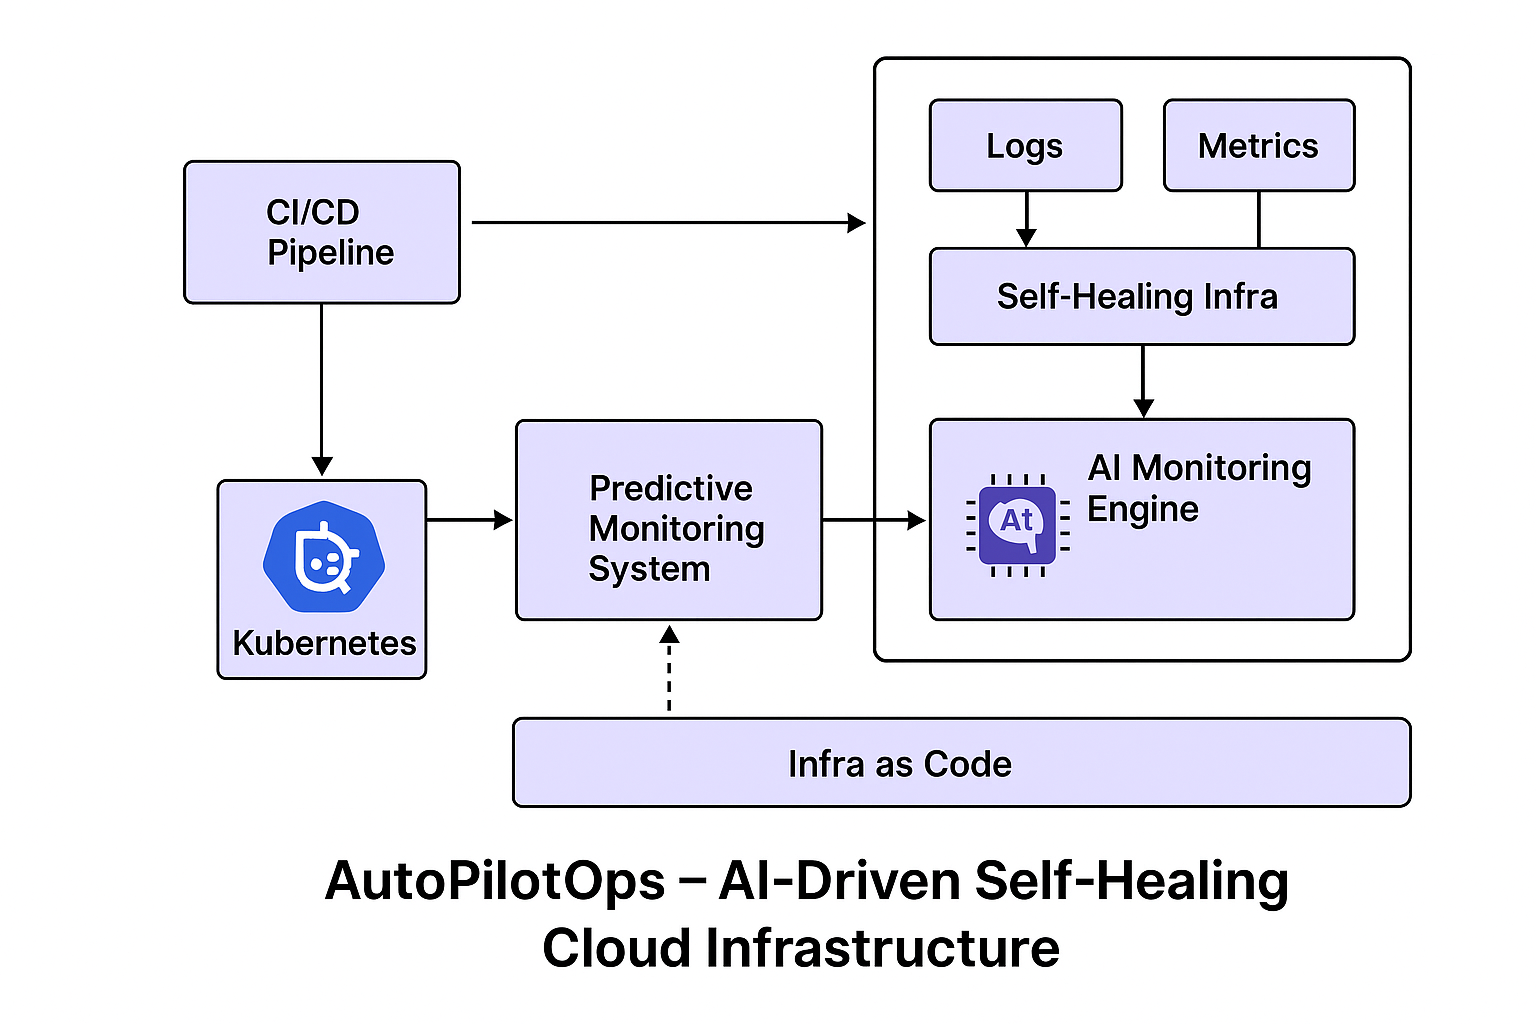 Logs
Metrics
CI/CD
Pipeline
Self-Healing Infra
Predictive
Monitoring
System
AI Monitoring
Engine
At
Kubernetes
Infra as Code
AutoPilotOps – AI-Driven Self-Healing
Cloud Infrastructure